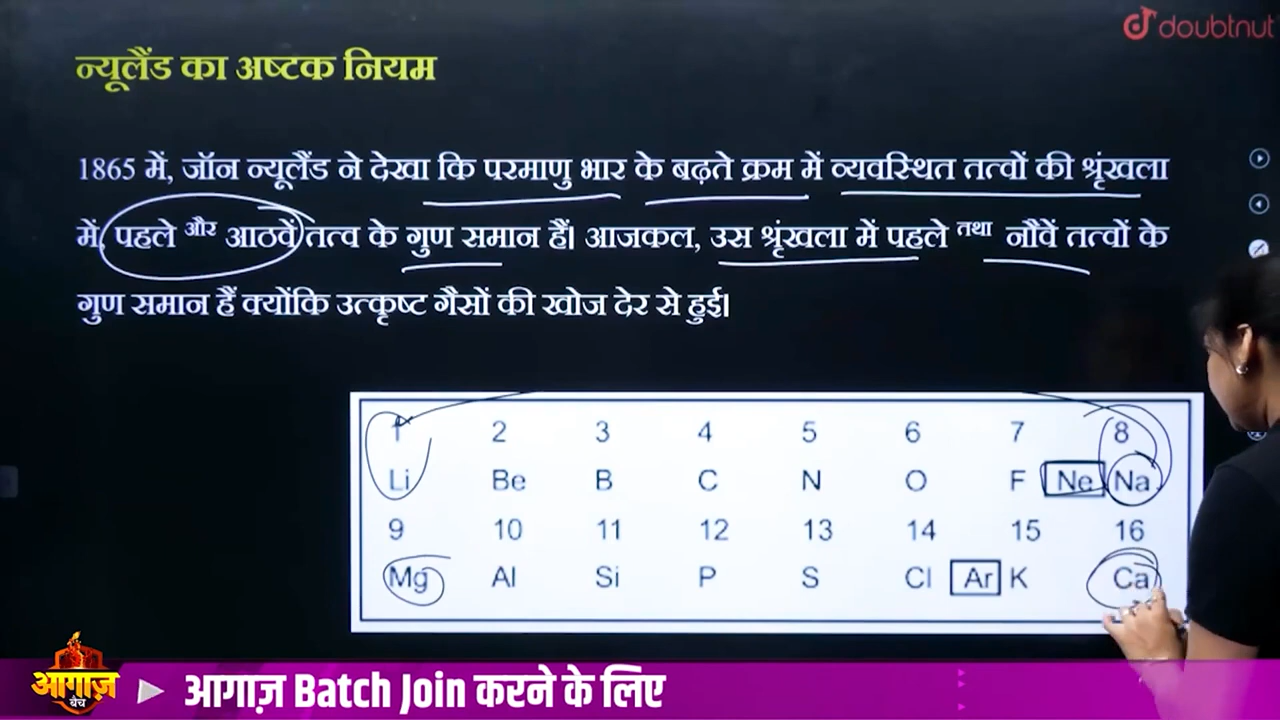 doubtnut
न्यूलैंड का अष्टक नियम
1865 में, जॉन न्यूलैंड ने देखा कि परमाणु भार के बढ़ते क्रम में व्यवस्थित तत्वों की श्रृंखला
में, पहले और आठवें तत्व के गुण समान हैं। आजकल, उस श्रृंखला में पहले तथा नौवें तत्वों के
गुण समान हैं क्योंकि उत्कृष्ट गैसों की खोज देर से हुई।
1 2 3 4 5 6 7 8
Li Be B C N O F Ne Na
9 10 11 12 13 14 15 16
Mg Al Si P S Cl Ar K Ca
आगाज़
बैच
आगाज़ Batch Join करने के लिए